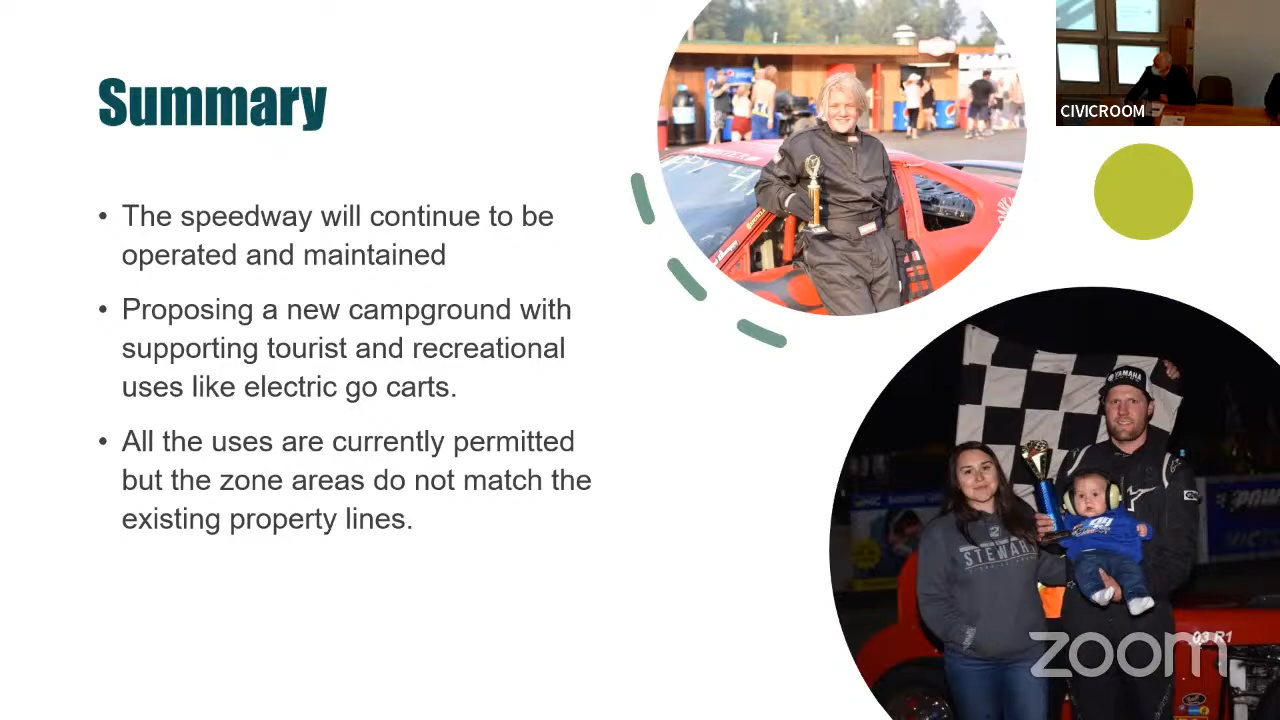 Summary
• The speedway will continue to be
operated and maintained
• Proposing a new campground with
supporting tourist and recreational
uses like electric go carts.
• All the uses are currently permitted
but the zone areas do not match the
existing property lines.
CIVICROOM
YAMAHA
STEWART
03 R1
zoom